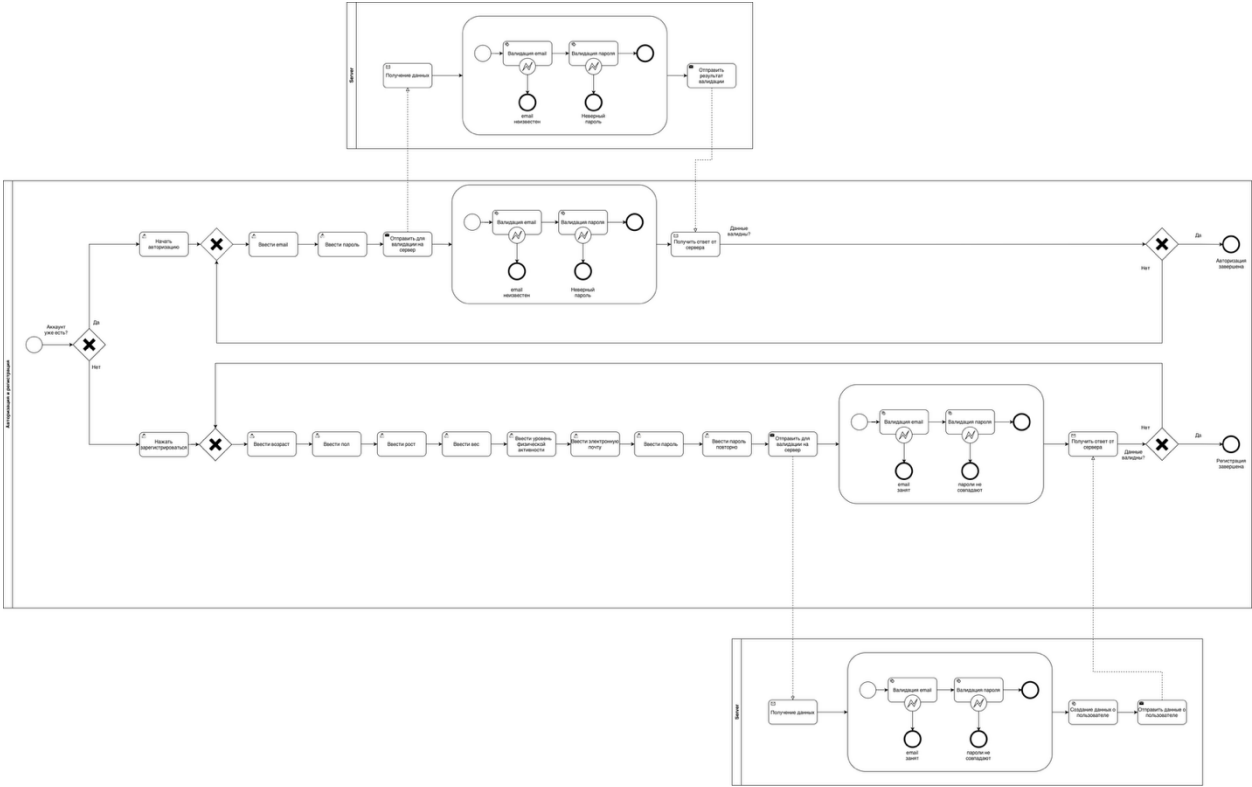 Server
Получение данных
Валидация email
Валидация пароля
email
неизвестен
Неверный
пароль
Отправить
результат
валидации
Авторизация и регистрация
Аккаунт
уже есть?
Да
Нет
Начать
авторизацию
Ввести email
Ввести пароль
Отправить для
валидации на
сервер
Валидация email
Валидация пароля
email
неизвестен
Неверный
пароль
Получить ответ от
сервера
Данные
валидны?
Да
Нет
Авторизация
завершена
Нажать
зарегистрироваться
Ввести возраст
Ввести пол
Ввести рост
Ввести вес
Ввести уровень
физической
активности
Ввести электронную
почту
Ввести пароль
Ввести пароль
повторно
Отправить для
валидации на
сервер
Валидация email
Валидация пароля
email
занят
пароли не
совпадают
Получить ответ от
сервера
Данные
валидны?
Нет
Да
Регистрация
завершена
Server
Получение данных
Валидация email
Валидация пароля
email
занят
пароли не
совпадают
Создание данных о
пользователе
Отправить данные о
пользователе